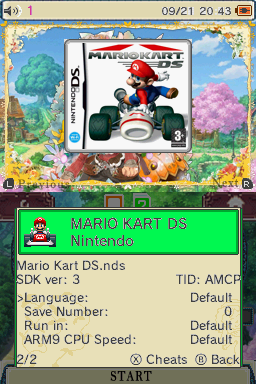 1 09/21 20 43
NINTENDO DS
MARIO KART DS
3+
L Previous Next R
MARIO KART DS
Nintendo
Mario Kart DS.nds
SDK ver: 3 TID: AMCP
>Language: Default
Save Number: 0
Run in: Default
ARM9 CPU Speed: Default
2/2 X Cheats B Back
START